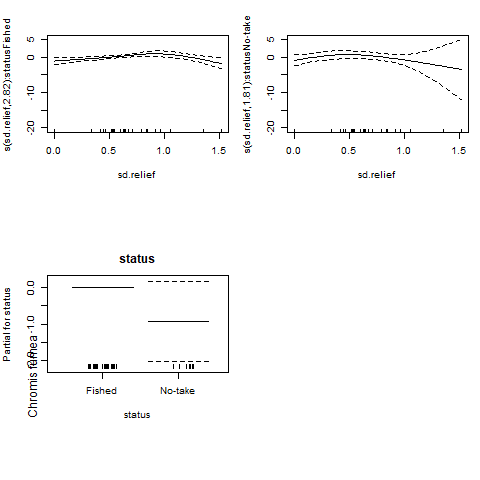 s(sd.relief,2.82):statusFished
5
0
-10
-20
0.0 0.5 1.0 1.5
sd.relief
s(sd.relief,1.81):statusNo-take
5
0
-10
-20
0.0 0.5 1.0 1.5
sd.relief
status
Partial for status
0.0
-1.0
Fished No-take
status